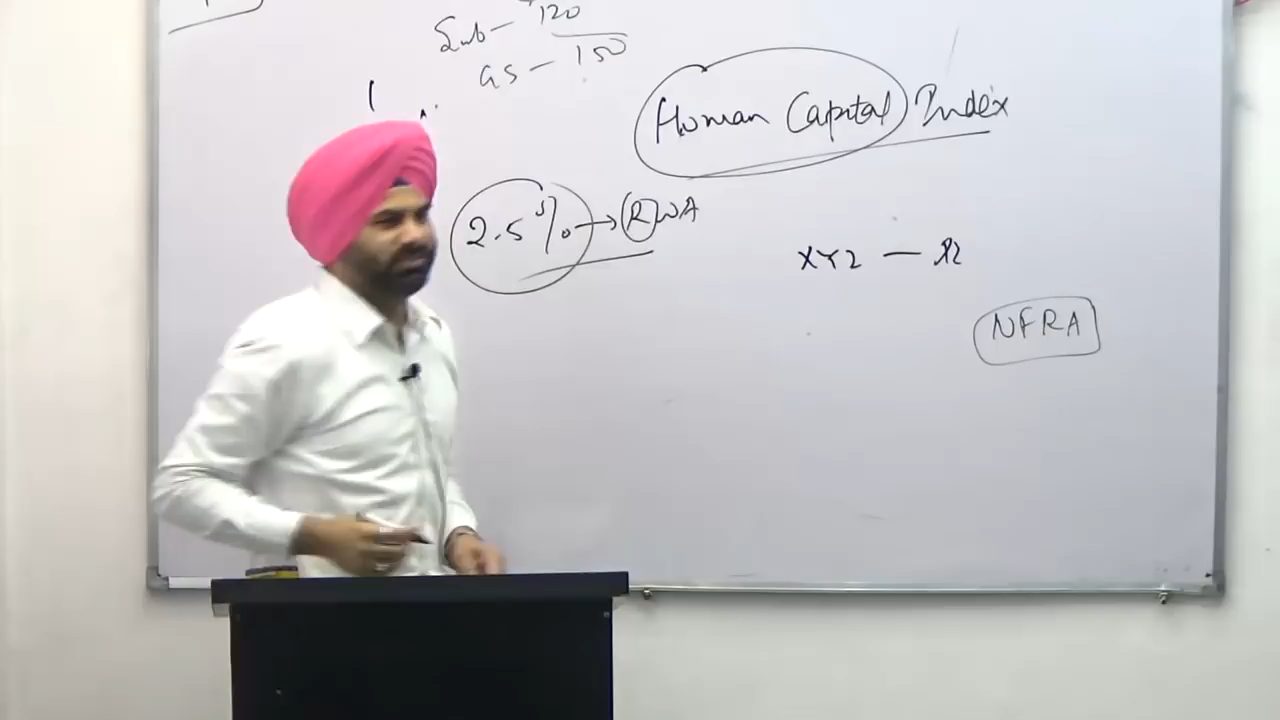 Sub - 120
GS - 150
Human Capital Index
2.5 % → RWA
XYZ -
NFRA